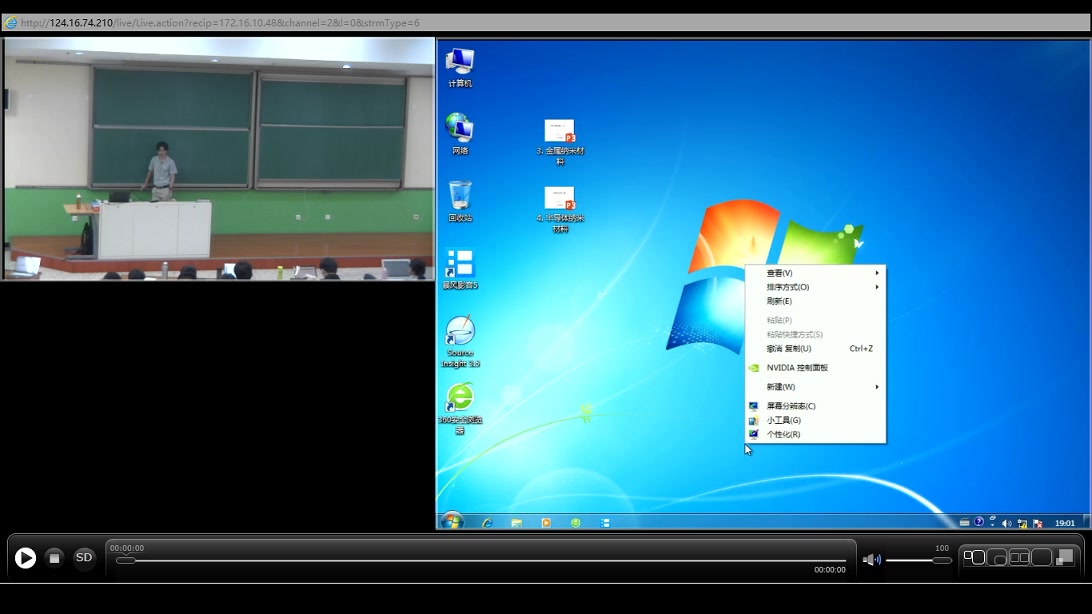 http://124.16.74.210/live/Live.action?recip=172.16.10.48&channel=2&l=0&strmType=6
计算机
网络
3、金属纳米材
料
回收站
4、半导体纳米
材料
暴风影音5
Source
Insight 3.5
360安全浏览
器
查看(V)
排序方式(O)
刷新(E)
粘贴(P)
粘贴快捷方式(S)
撤消 复制(U) Ctrl+Z
NVIDIA 控制面板
新建(W)
屏幕分辨率(C)
小工具(G)
个性化(R)
19:01
SD
00:00:00
00:00:00
100